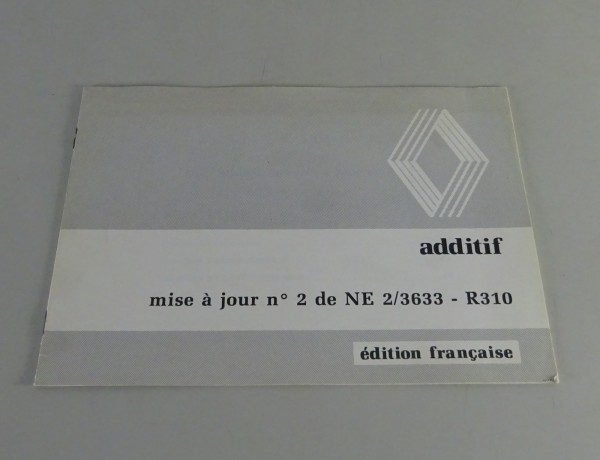 additif
mise à jour n° 2 de NE 2/3633 - R310
édition française